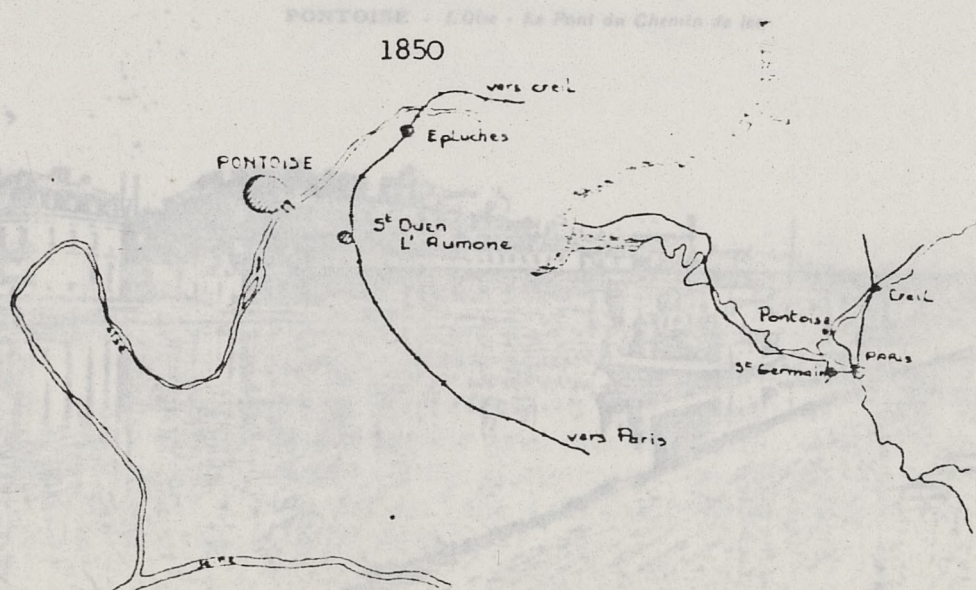 PONTOISE - L'Oise - Le Pont du Chemin de fer
1850
vers creil
Epluches
PONTOISE
St Ouen
L' Aumone
Oise
Creil
Pontoise
PARIS
St Germain
vers Paris